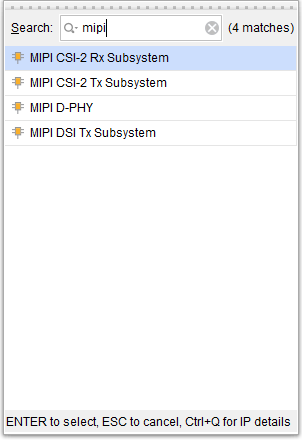 Search: mipi (4 matches)
MIPI CSI-2 Rx Subsystem
MIPI CSI-2 Tx Subsystem
MIPI D-PHY
MIPI DSI Tx Subsystem
ENTER to select, ESC to cancel, Ctrl+Q for IP details